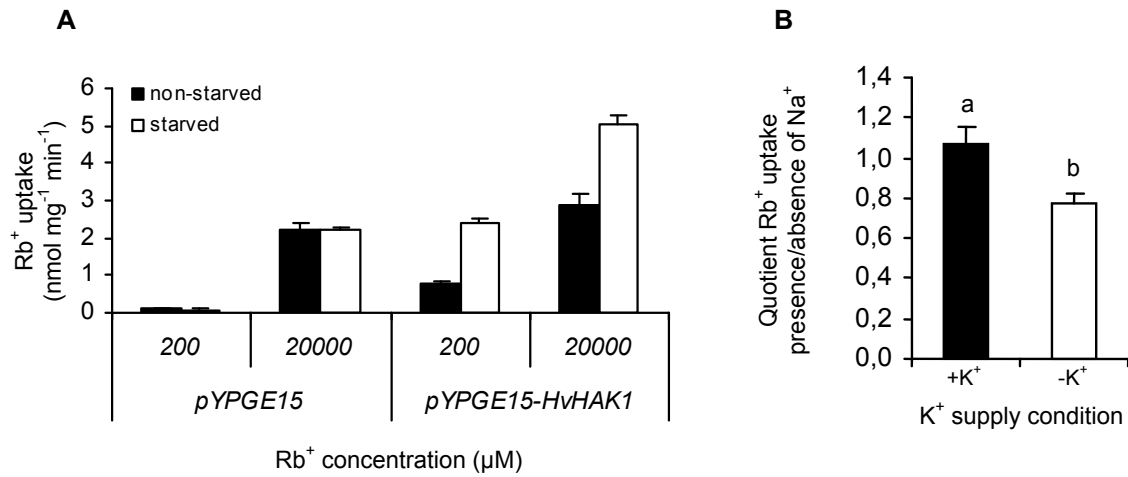 A
Rb+ uptake
(nmol mg-1 min-1)
6
5
4
3
2
1
0
non-starved
starved
200
20000
200
20000
pYPGE15
pYPGE15-HvHAK1
Rb+ concentration (µM)
B
Quotient Rb+ uptake
presence/absence of Na+
1,4
1,2
1,0
0,8
0,6
0,4
0,2
0,0
a
b
+K+
-K+
K+ supply condition